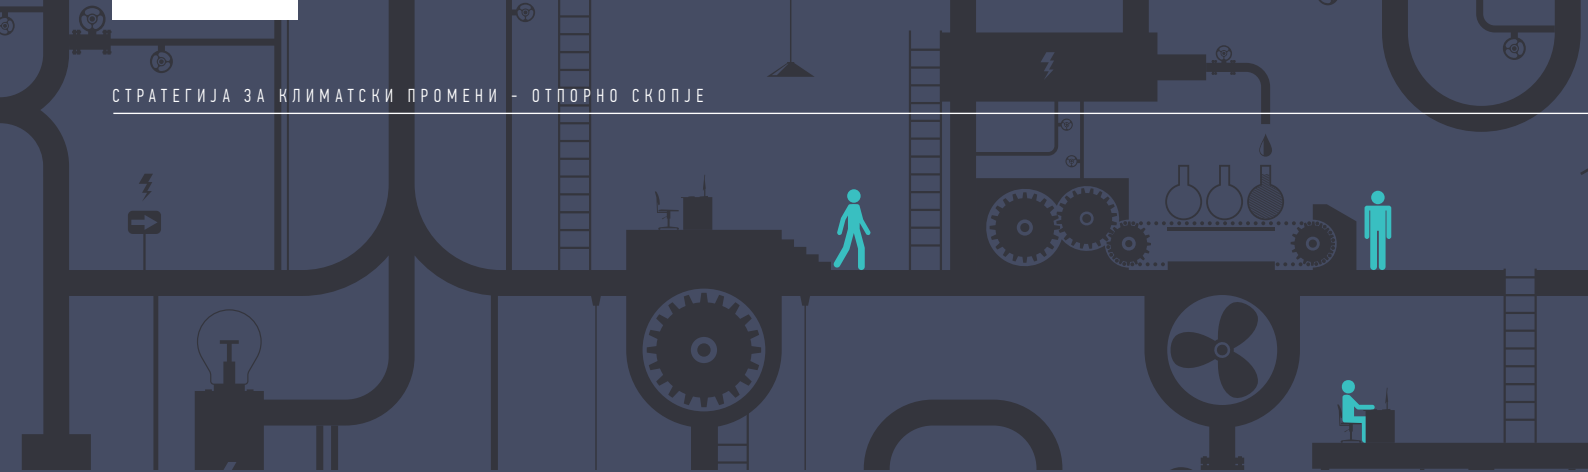 СТРАТЕГИЈА ЗА КЛИМАТСКИ ПРОМЕНИ - ОТПОРНО СКОПЈЕ